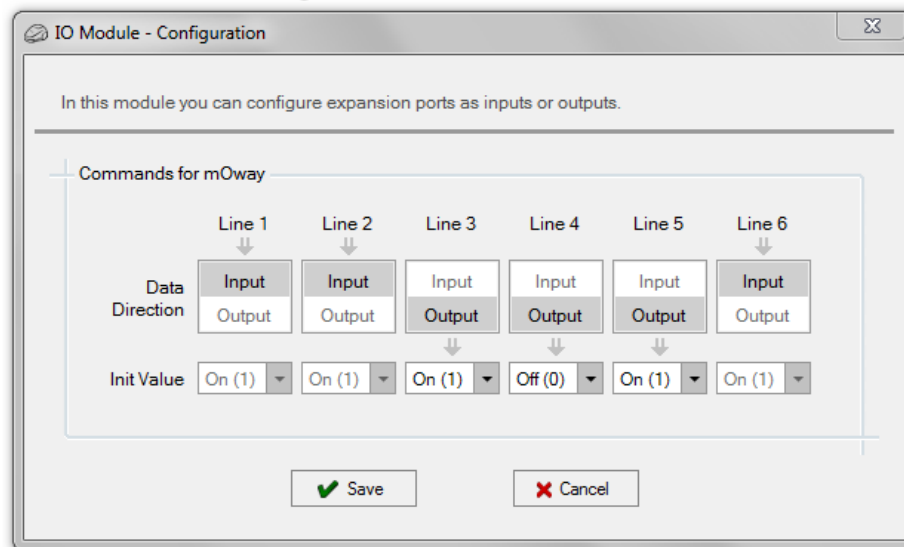 IO Module - Configuration
In this module you can configure expansion ports as inputs or outputs.
Commands for mOway
Line 1 Line 2 Line 3 Line 4 Line 5 Line 6
Data Direction
Input Input Input Input Input Input
Output Output Output Output Output Output
Init Value On (1) On (1) On (1) Off (0) On (1) On (1)
Save Cancel